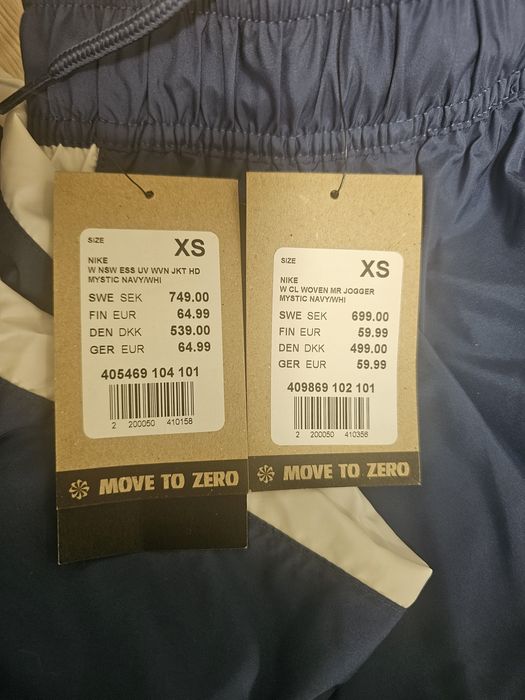 SIZE XS
NIKE
W NSW ESS UV WVN JKT HD
MYSTIC NAVY/WHI
SWE SEK 749.00
FIN EUR 64.99
DEN DKK 539.00
GER EUR 64.99
405469 104 101
2 200050 410158
MOVE TO ZERO
SIZE XS
NIKE
W CL WOVEN MR JOGGER
MYSTIC NAVY/WHI
SWE SEK 699.00
FIN EUR 59.99
DEN DKK 499.00
GER EUR 59.99
409869 102 101
2 200050 410356
MOVE TO ZERO